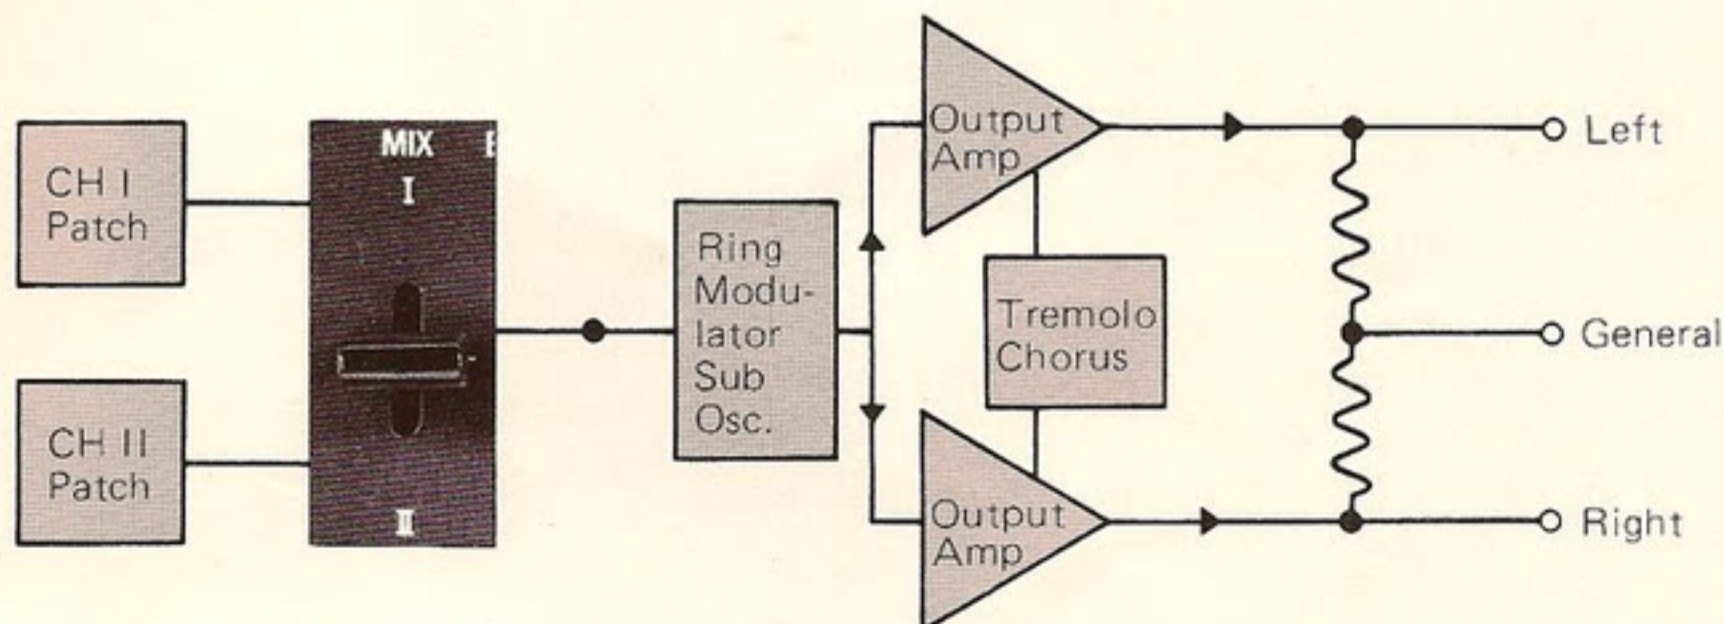 CH I
Patch
CH II
Patch
MIX
I
II
Ring
Modu-
lator
Sub
Osc.
Output
Amp
Tremolo
Chorus
Output
Amp
Left
General
Right